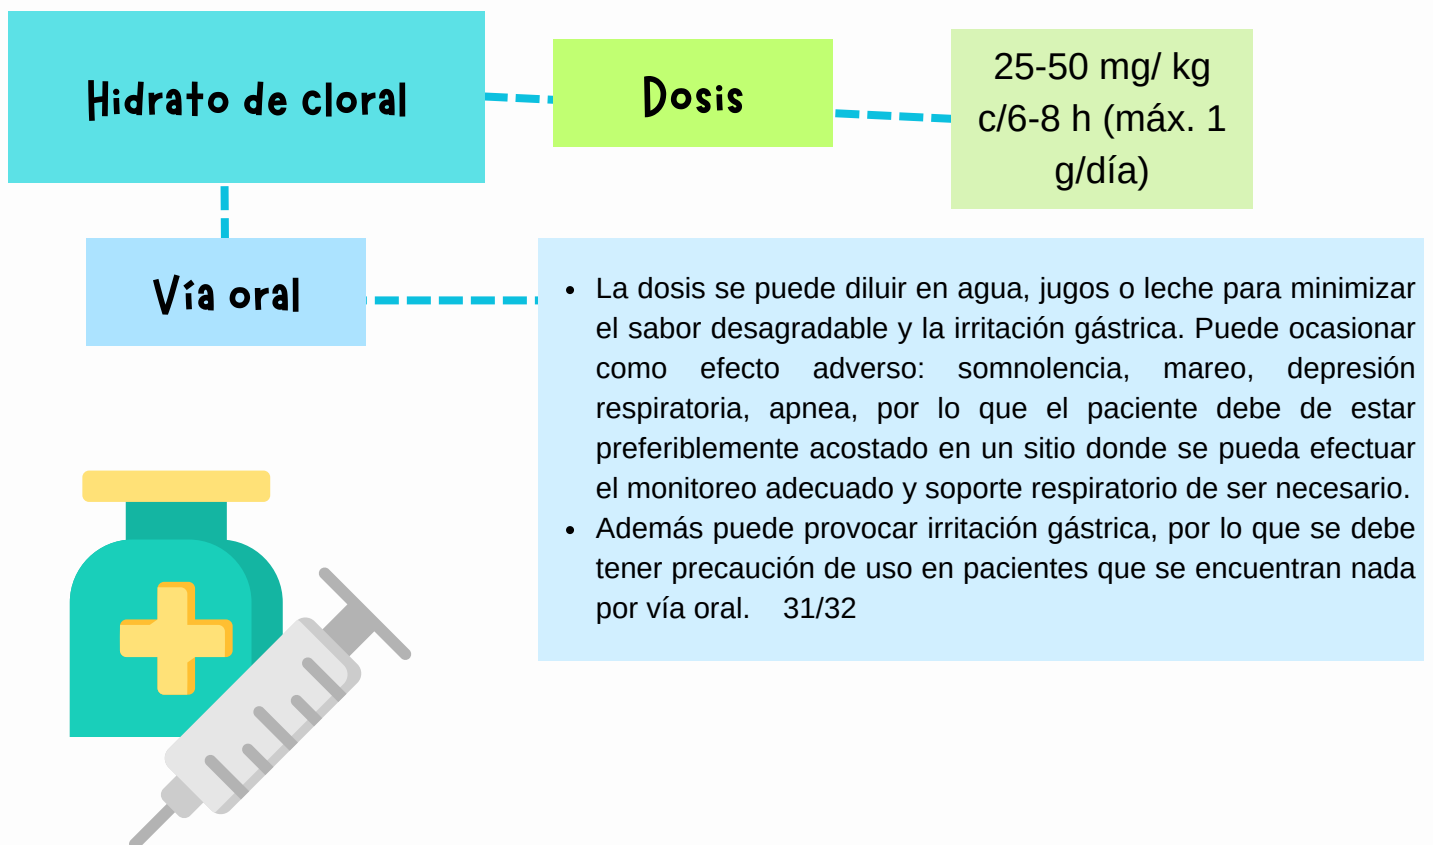 Hidrato de cloral
Dosis
25-50 mg/ kg
c/6-8 h (máx. 1
g/día)
Vía oral
• La dosis se puede diluir en agua, jugos o leche para minimizar
el sabor desagradable y la irritación gástrica. Puede ocasionar
como efecto adverso: somnolencia, mareo, depresión
respiratoria, apnea, por lo que el paciente debe de estar
preferiblemente acostado en un sitio donde se pueda efectuar
el monitoreo adecuado y soporte respiratorio de ser necesario.
• Además puede provocar irritación gástrica, por lo que se debe
tener precaución de uso en pacientes que se encuentran nada
por vía oral. 31/32